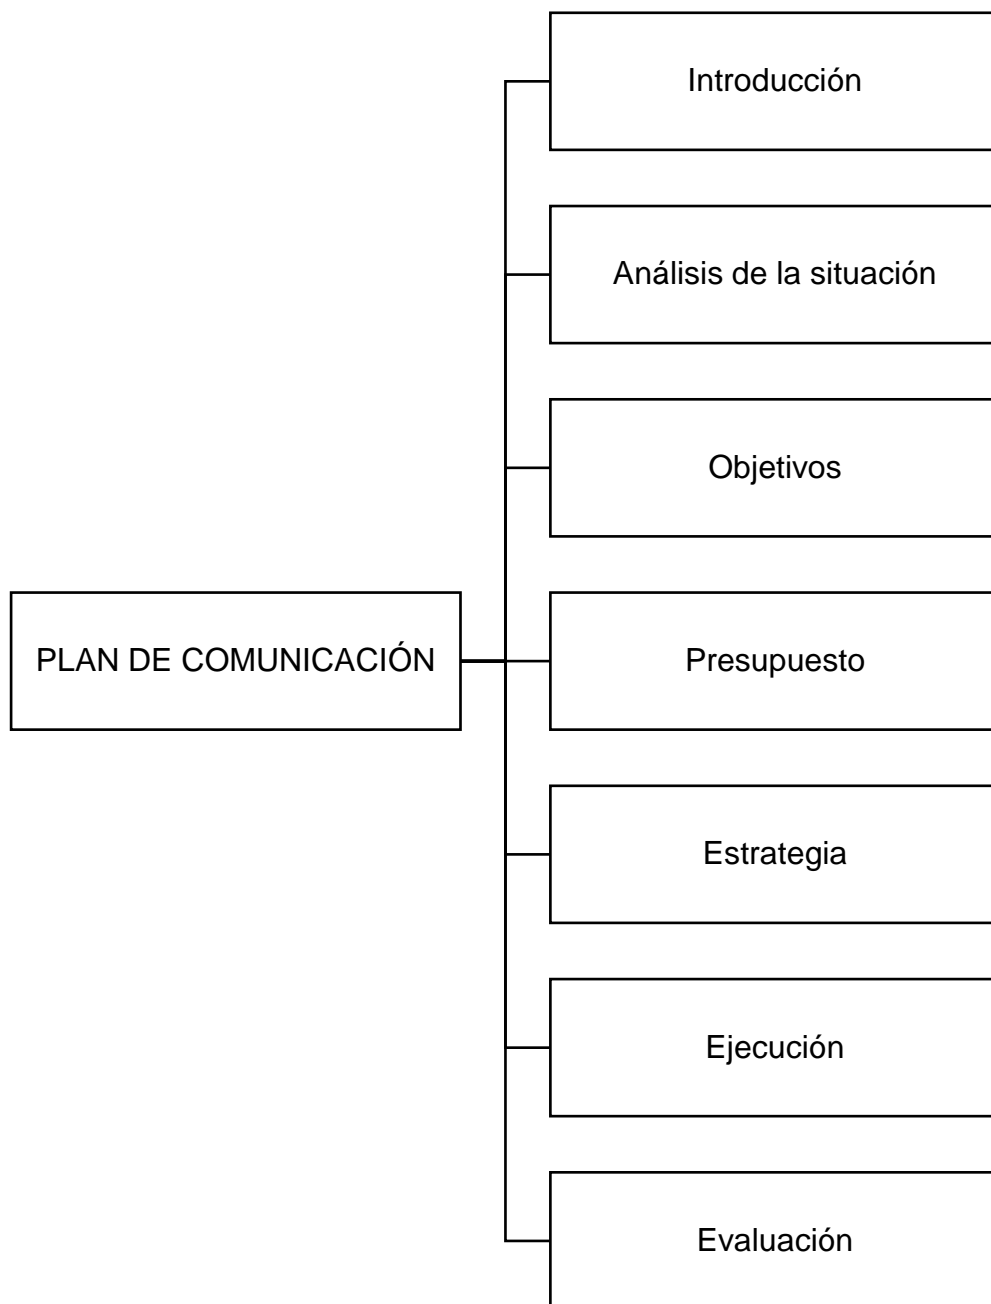 Introducción
Análisis de la situación
Objetivos
PLAN DE COMUNICACIÓN
Presupuesto
Estrategia
Ejecución
Evaluación